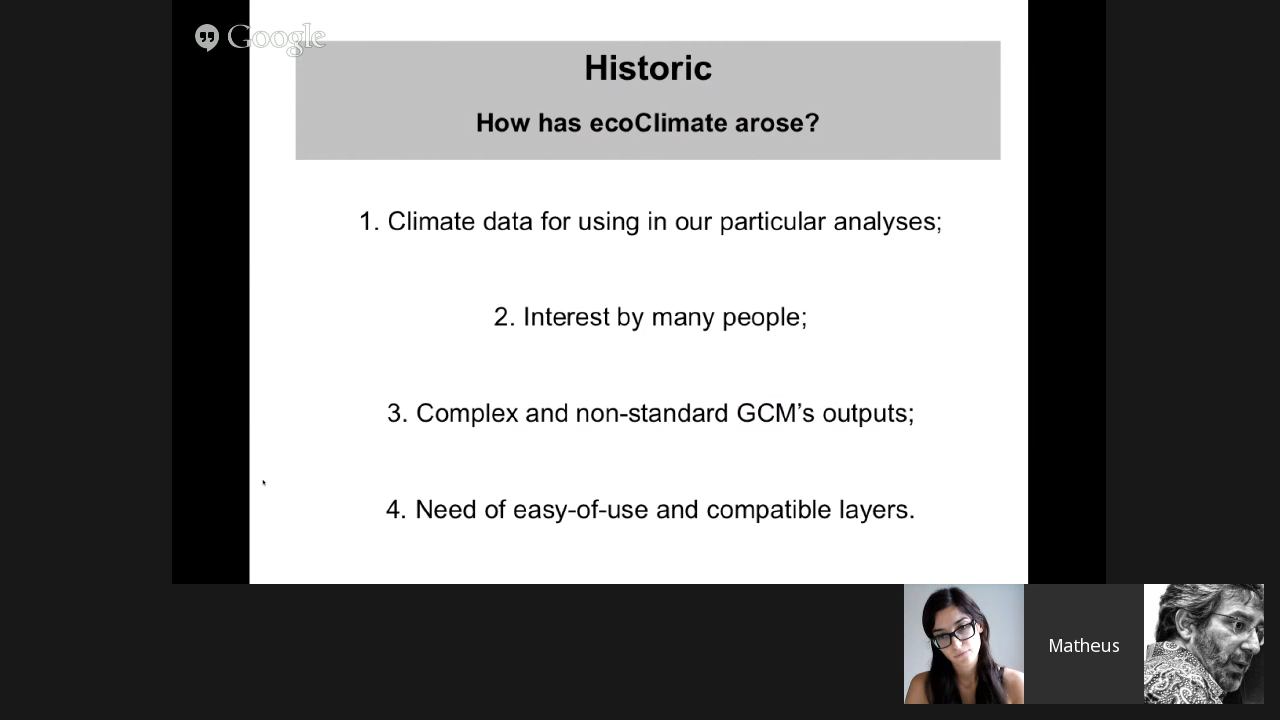 Google
Historic
How has ecoClimate arose?
1. Climate data for using in our particular analyses;
2. Interest by many people;
3. Complex and non-standard GCM’s outputs;
4. Need of easy-of-use and compatible layers.
Matheus